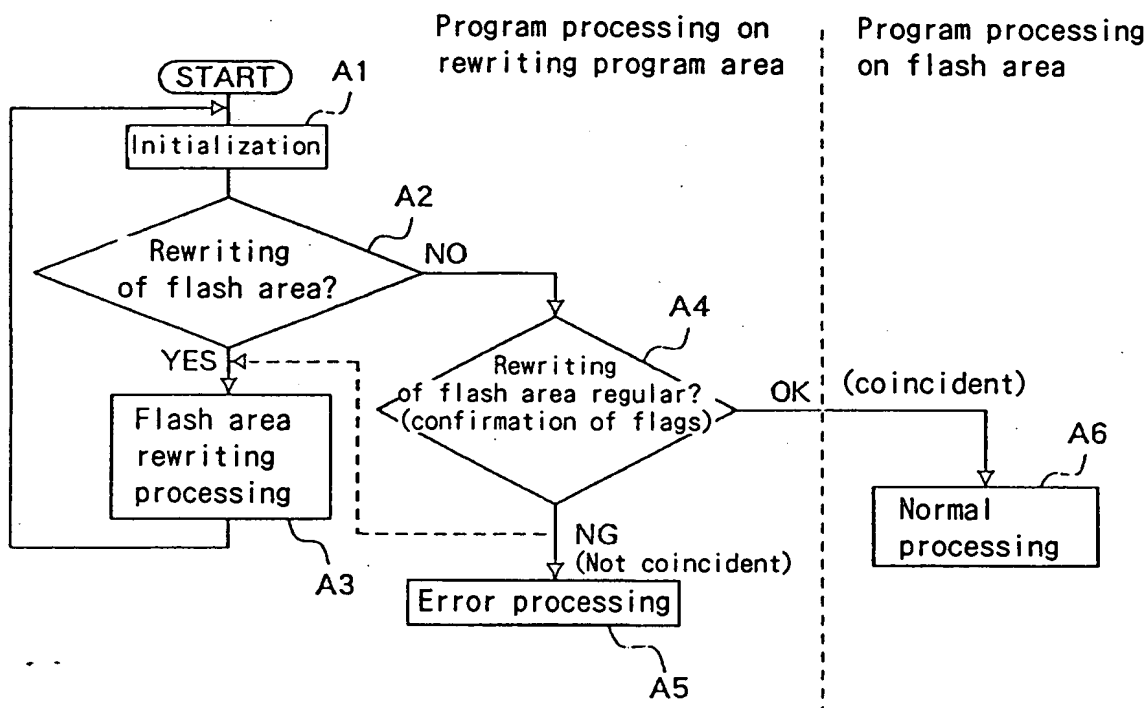 Program processing on
rewriting program area
Program processing
on flash area
START
A1
Initialization
A2
Rewriting
of flash area?
NO
A4
YES
Rewriting
of flash area regular?
(confirmation of flags)
OK
(coincident)
Flash area
rewriting
processing
A6
Normal
processing
A3
NG
(Not coincident)
Error processing
A5